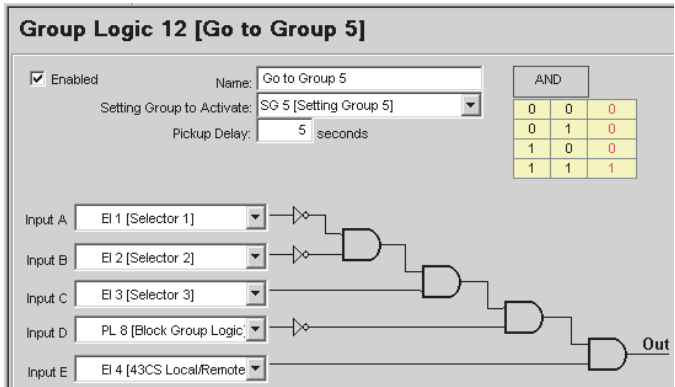 Group Logic 12 [Go to Group 5]
Enabled
Name: Go to Group 5
Setting Group to Activate: SG 5 [Setting Group 5]
Pickup Delay: 5 seconds
AND
0 0 0
0 1 0
1 0 0
1 1 1
Input A EI 1 [Selector 1]
Input B EI 2 [Selector 2]
Input C EI 3 [Selector 3]
Input D PL 8 [Block Group Logic]
Input E EI 4 [43CS Local/Remote
Out